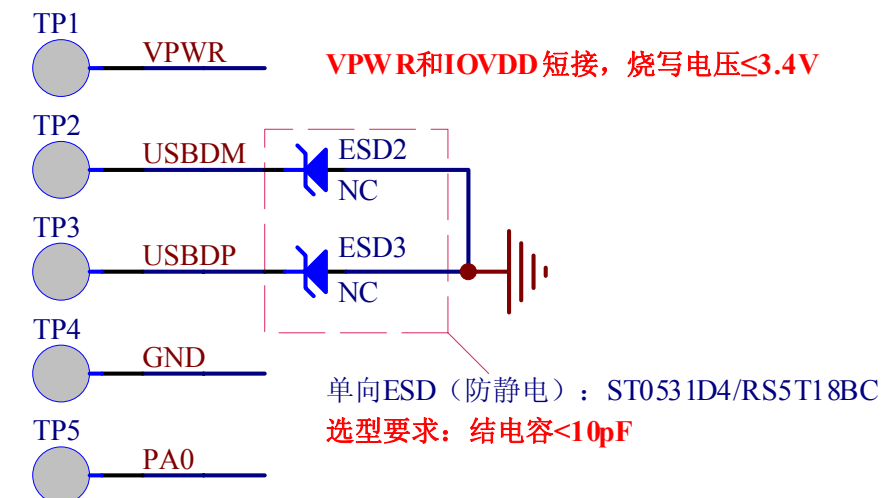 TP1
VPWR
VPWR和IOVDD短接，烧写电压≤3.4V
TP2
USBDM
ESD2
NC
TP3
USBDP
ESD3
NC
TP4
GND
单向ESD（防静电）：ST0531D4/RS5T18BC
选型要求：结电容<10pF
TP5
PA0